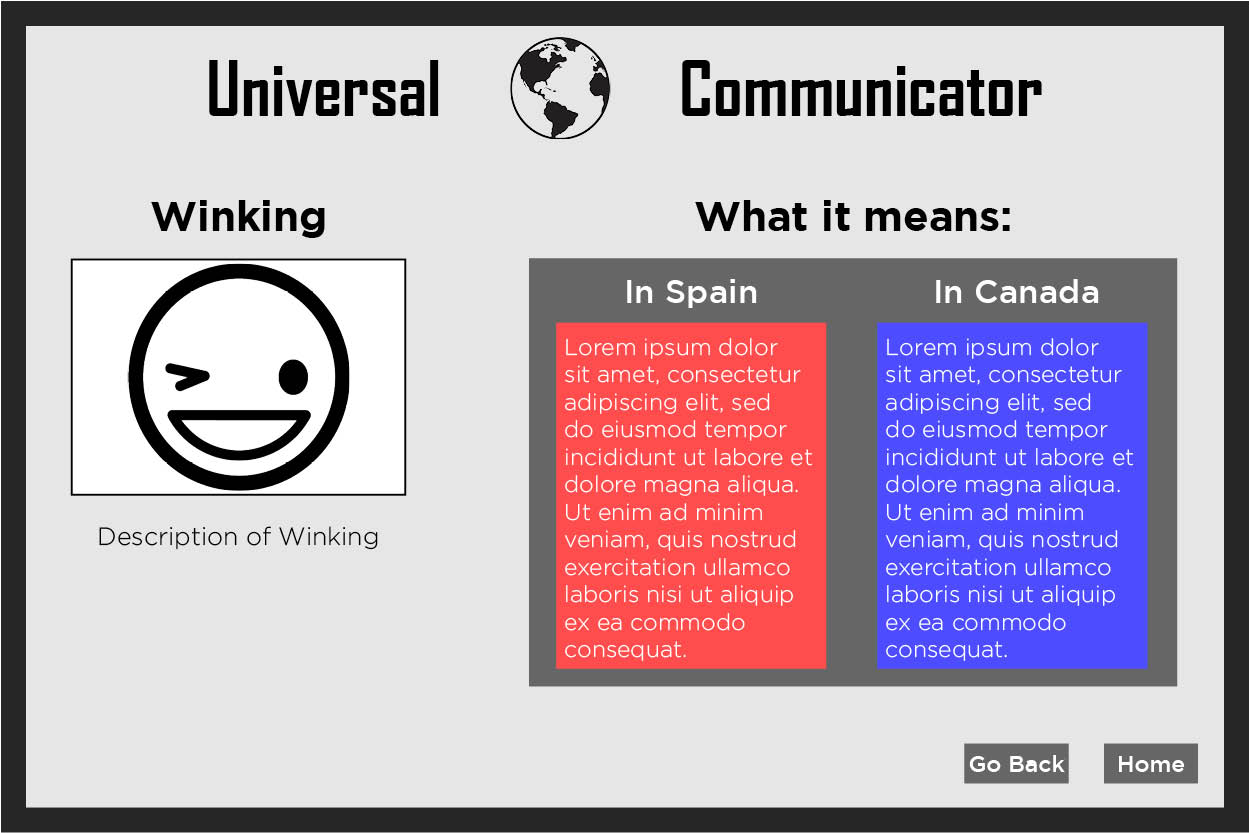 Universal Communicator
Winking
Description of Winking
What it means:
In Spain
Lorem ipsum dolor
sit amet, consectetur
adipiscing elit, sed
do eiusmod tempor
incididunt ut labore et
dolore magna aliqua.
Ut enim ad minim
veniam, quis nostrud
exercitation ullamco
laboris nisi ut aliquip
ex ea commodo
consequat.
In Canada
Lorem ipsum dolor
sit amet, consectetur
adipiscing elit, sed
do eiusmod tempor
incididunt ut labore et
dolore magna aliqua.
Ut enim ad minim
veniam, quis nostrud
exercitation ullamco
laboris nisi ut aliquip
ex ea commodo
consequat.
Go Back
Home